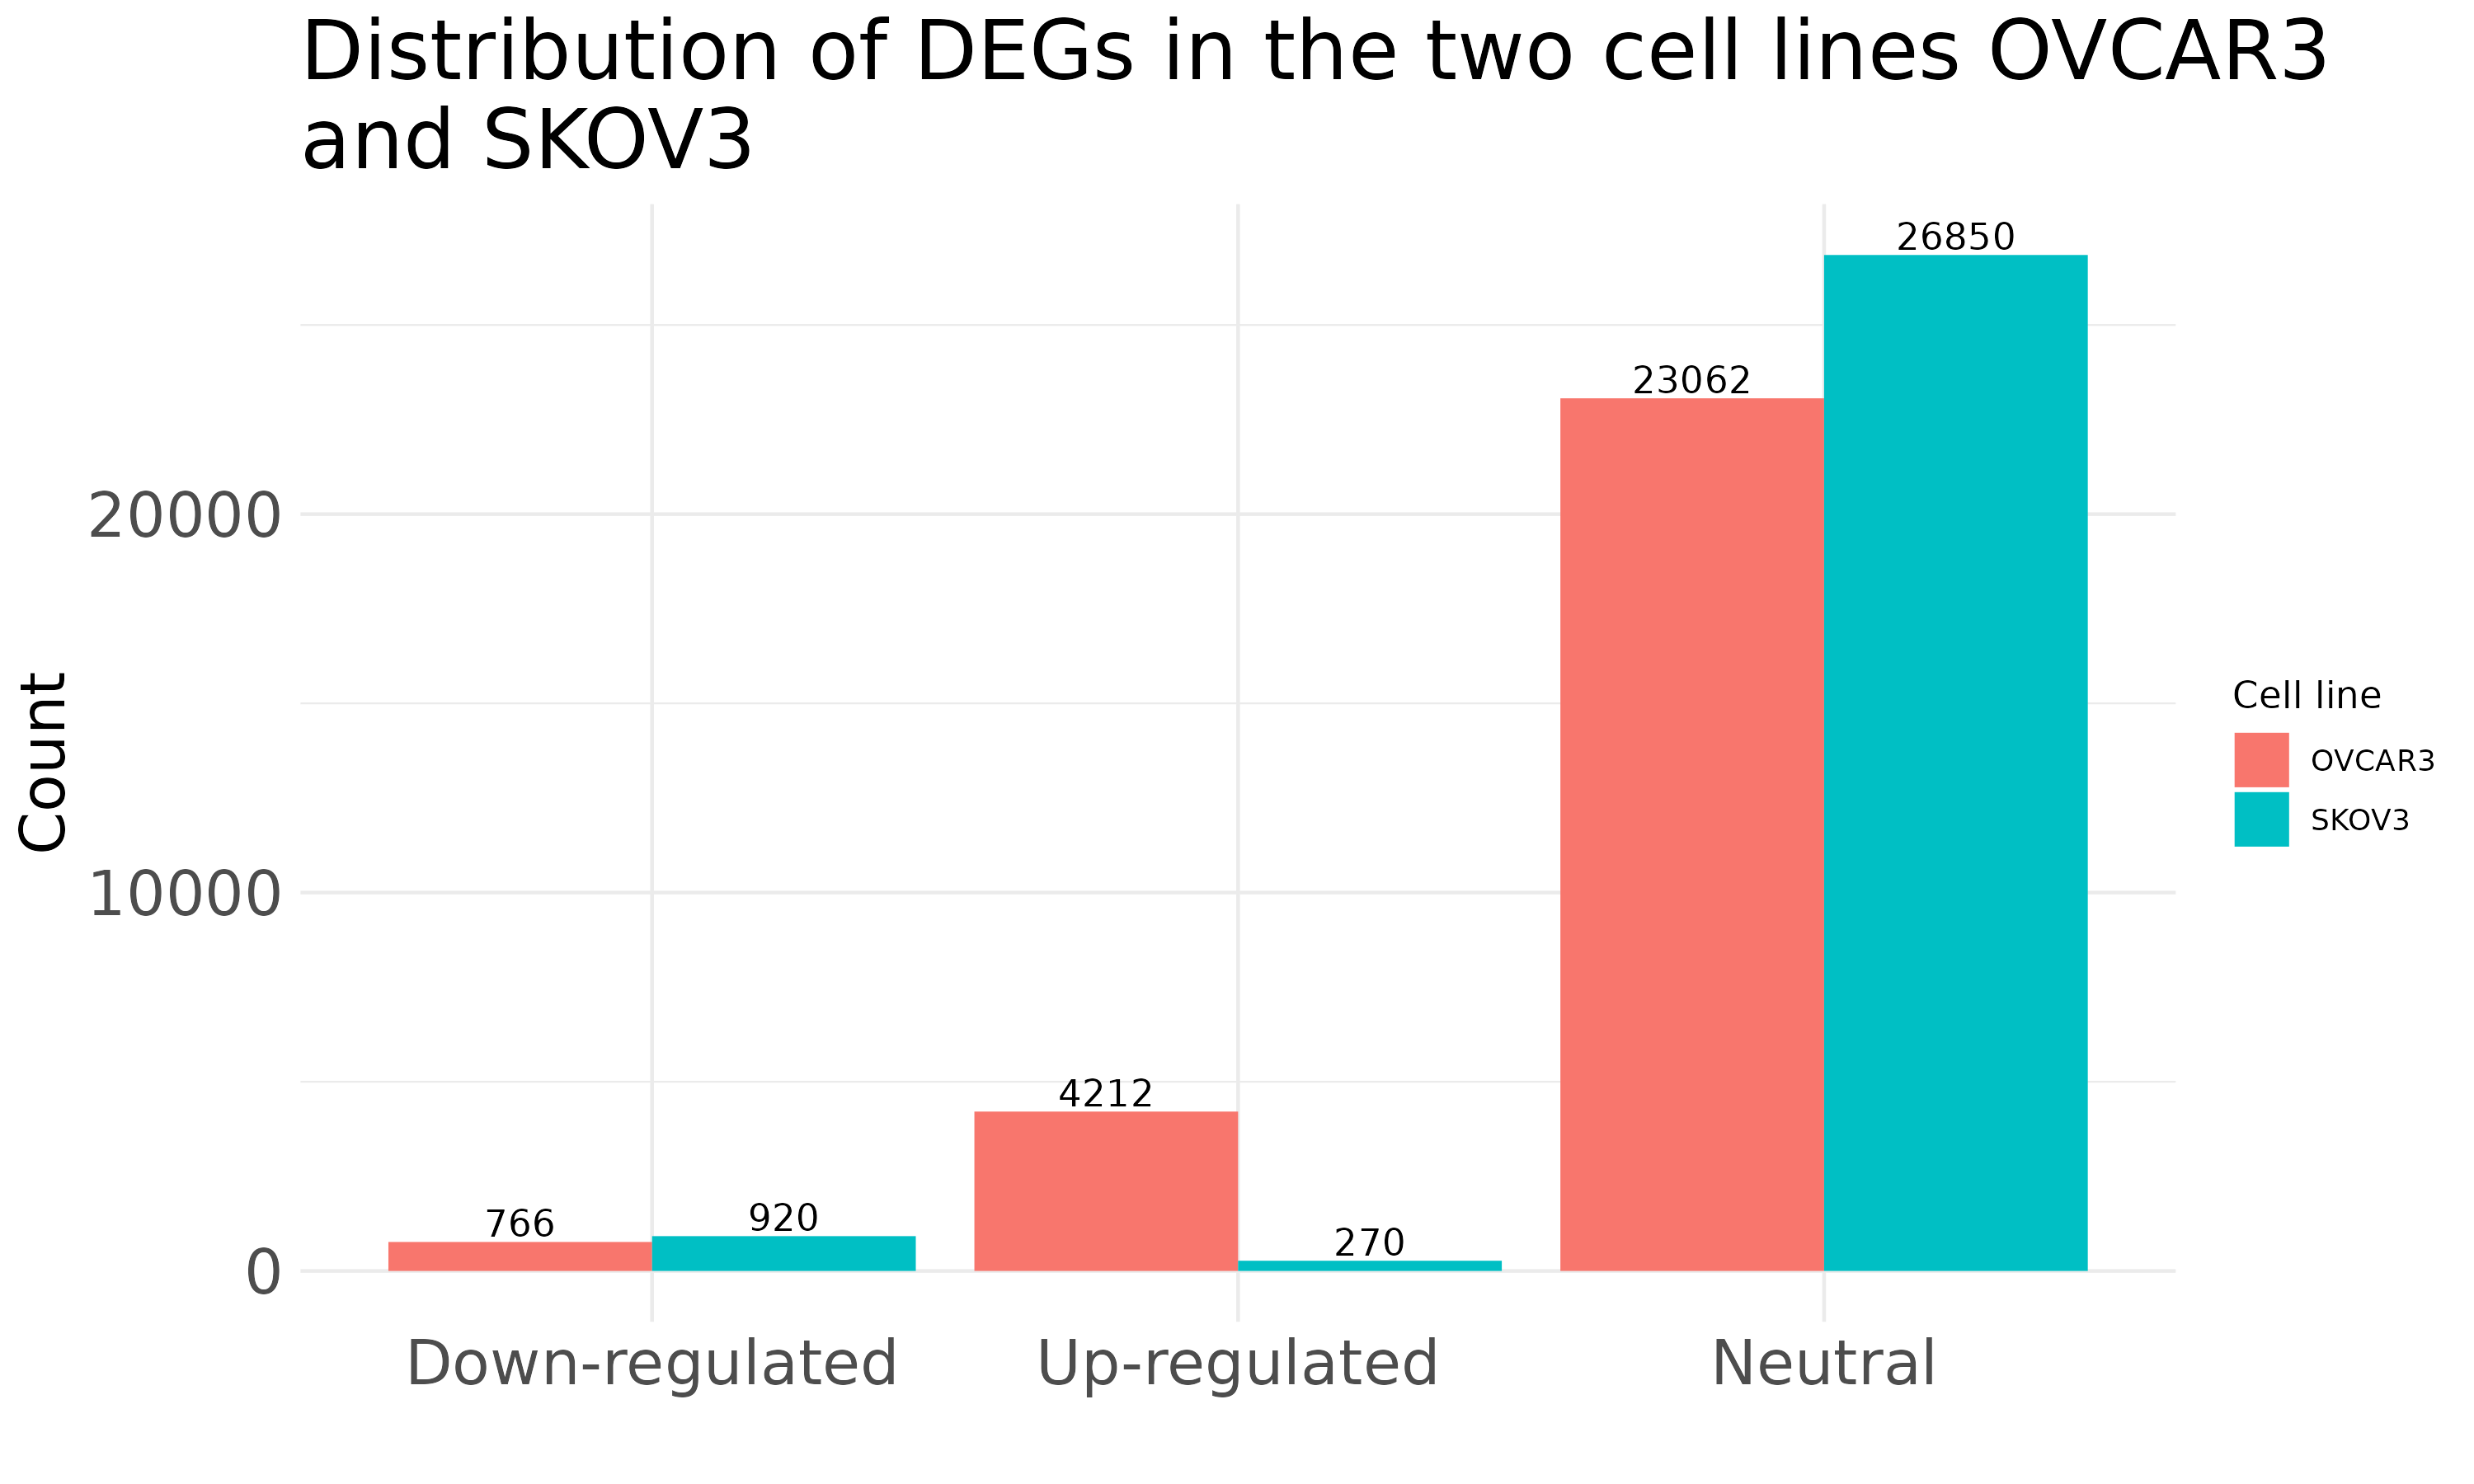 Distribution of DEGs in the two cell lines OVCAR3
and SKOV3
26850
23062
20000
Count
Cell line
OVCAR3
SKOV3
10000
4212
766
920
270
0
Down-regulated
Up-regulated
Neutral